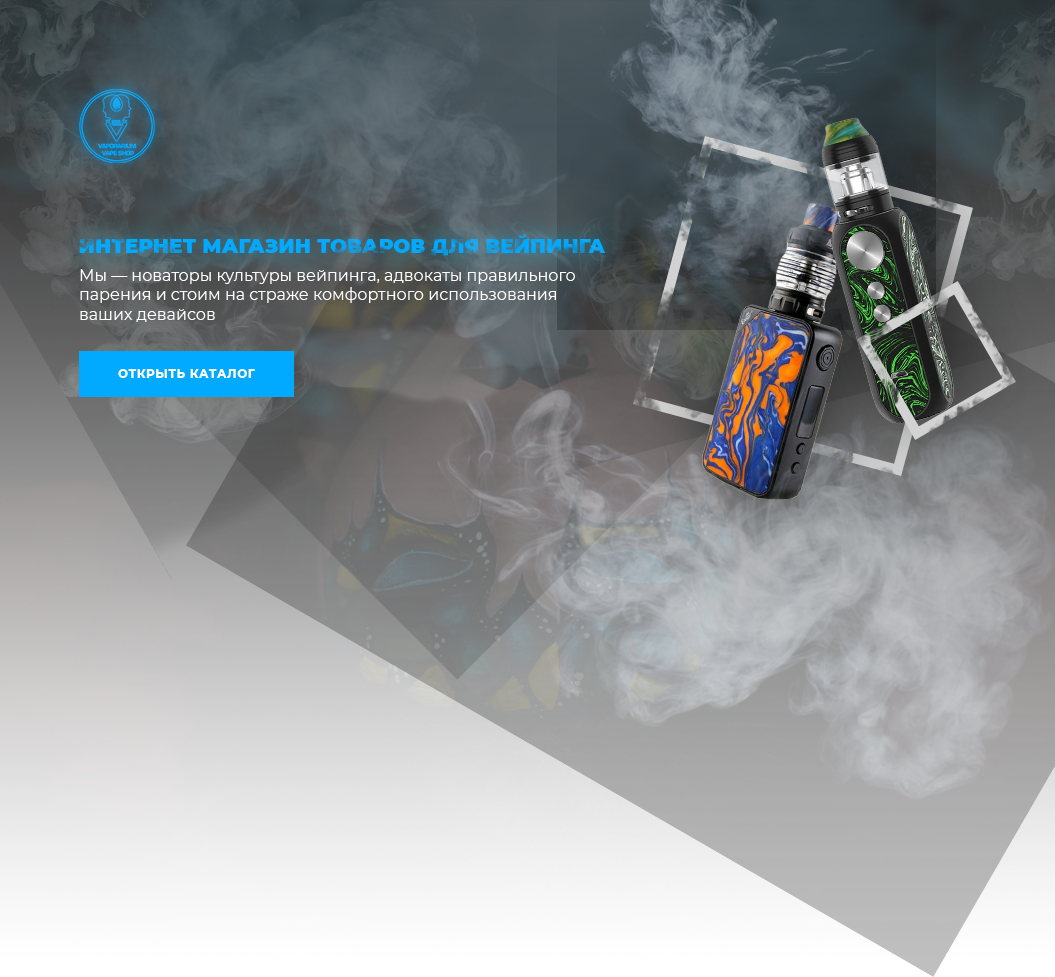 VAPORARIUM
VAPE SHOP
ИНТЕРНЕТ МАГАЗИН ТОВАРОВ ДЛЯ ВЕЙПИНГА
Мы — новаторы культуры вейпинга, адвокаты правильного
парения и стоим на страже комфортного использования
ваших девайсов
ОТКРЫТЬ КАТАЛОГ